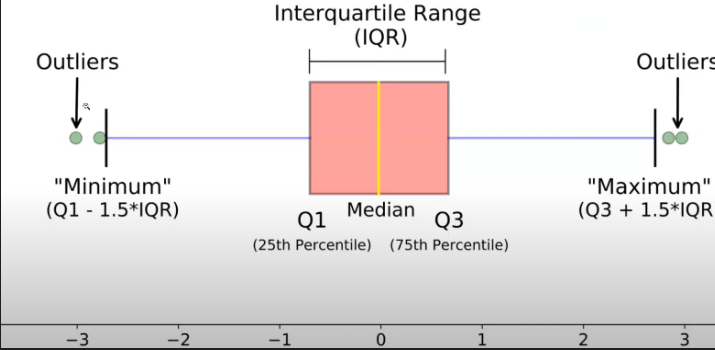 Interquartile Range
(IQR)
Outliers
Outliers
"Minimum"
(Q1 - 1.5*IQR)
"Maximum"
(Q3 + 1.5*IQR
Q1
Median
Q3
(25th Percentile)
(75th Percentile)
−3
−2
−1
0
1
2
3